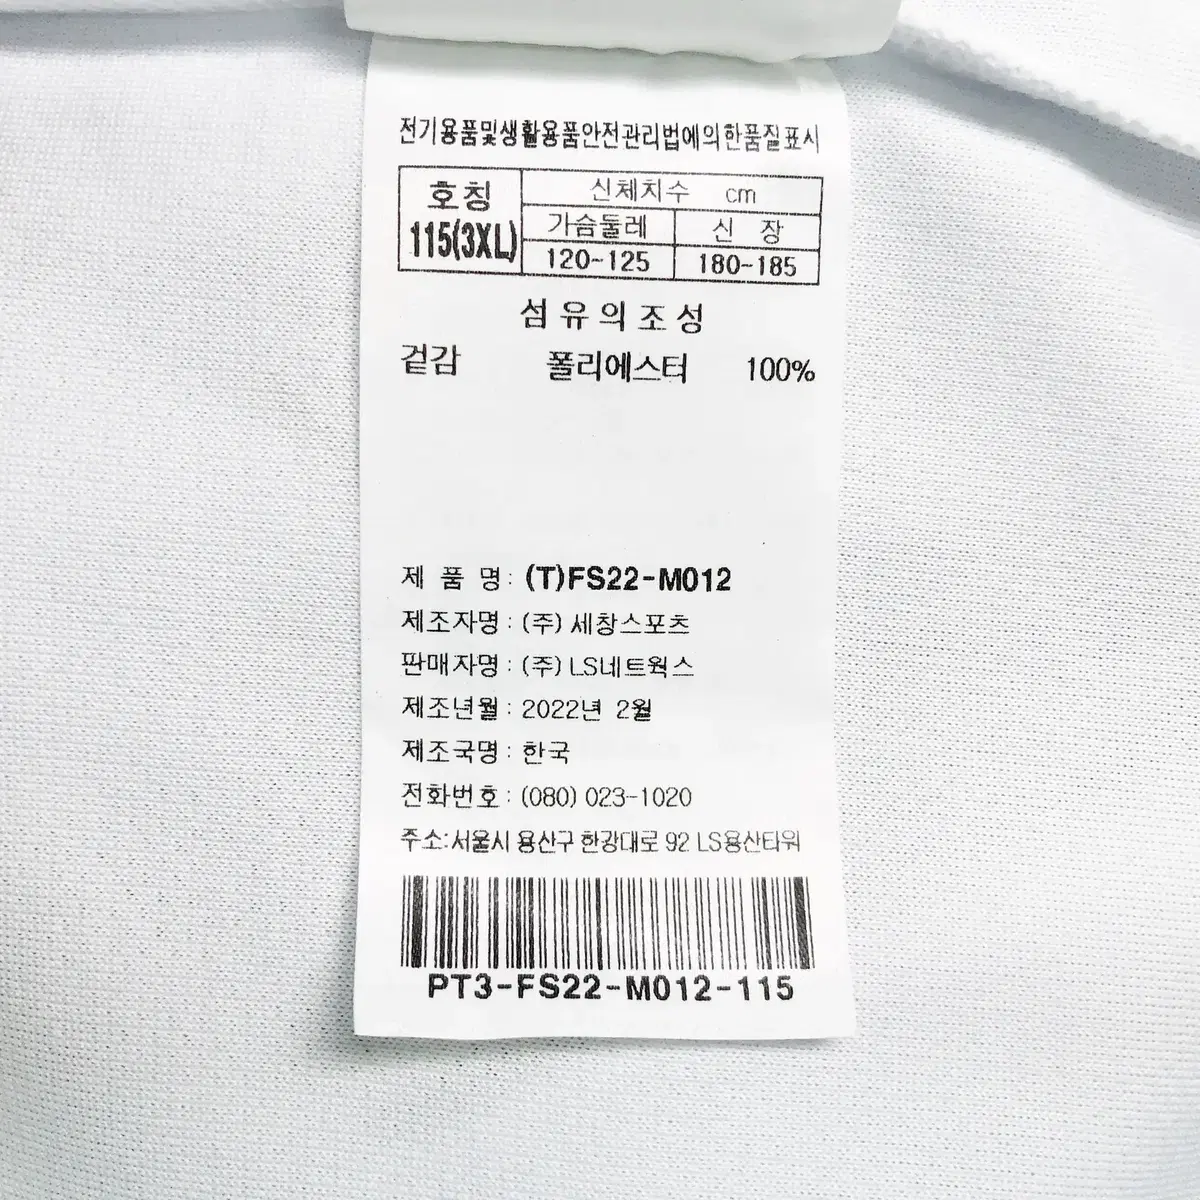 전기용품및생활용품안전관리법에의한품질표시
호칭 신체치수 cm
115(3XL) 가슴둘레 신 장
120~125 180~185
섬유의조성
겉감 폴리에스터 100%
제 품 명 : (T)FS22-M012
제조자명 : (주) 세창스포츠
판매자명 : (주) LS네트웍스
제조년월 : 2022년 2월
제조국명 : 한국
전화번호 : (080) 023-1020
주소:서울시 용산구 한강대로 92 LS용산타워
PT3-FS22-M012-115